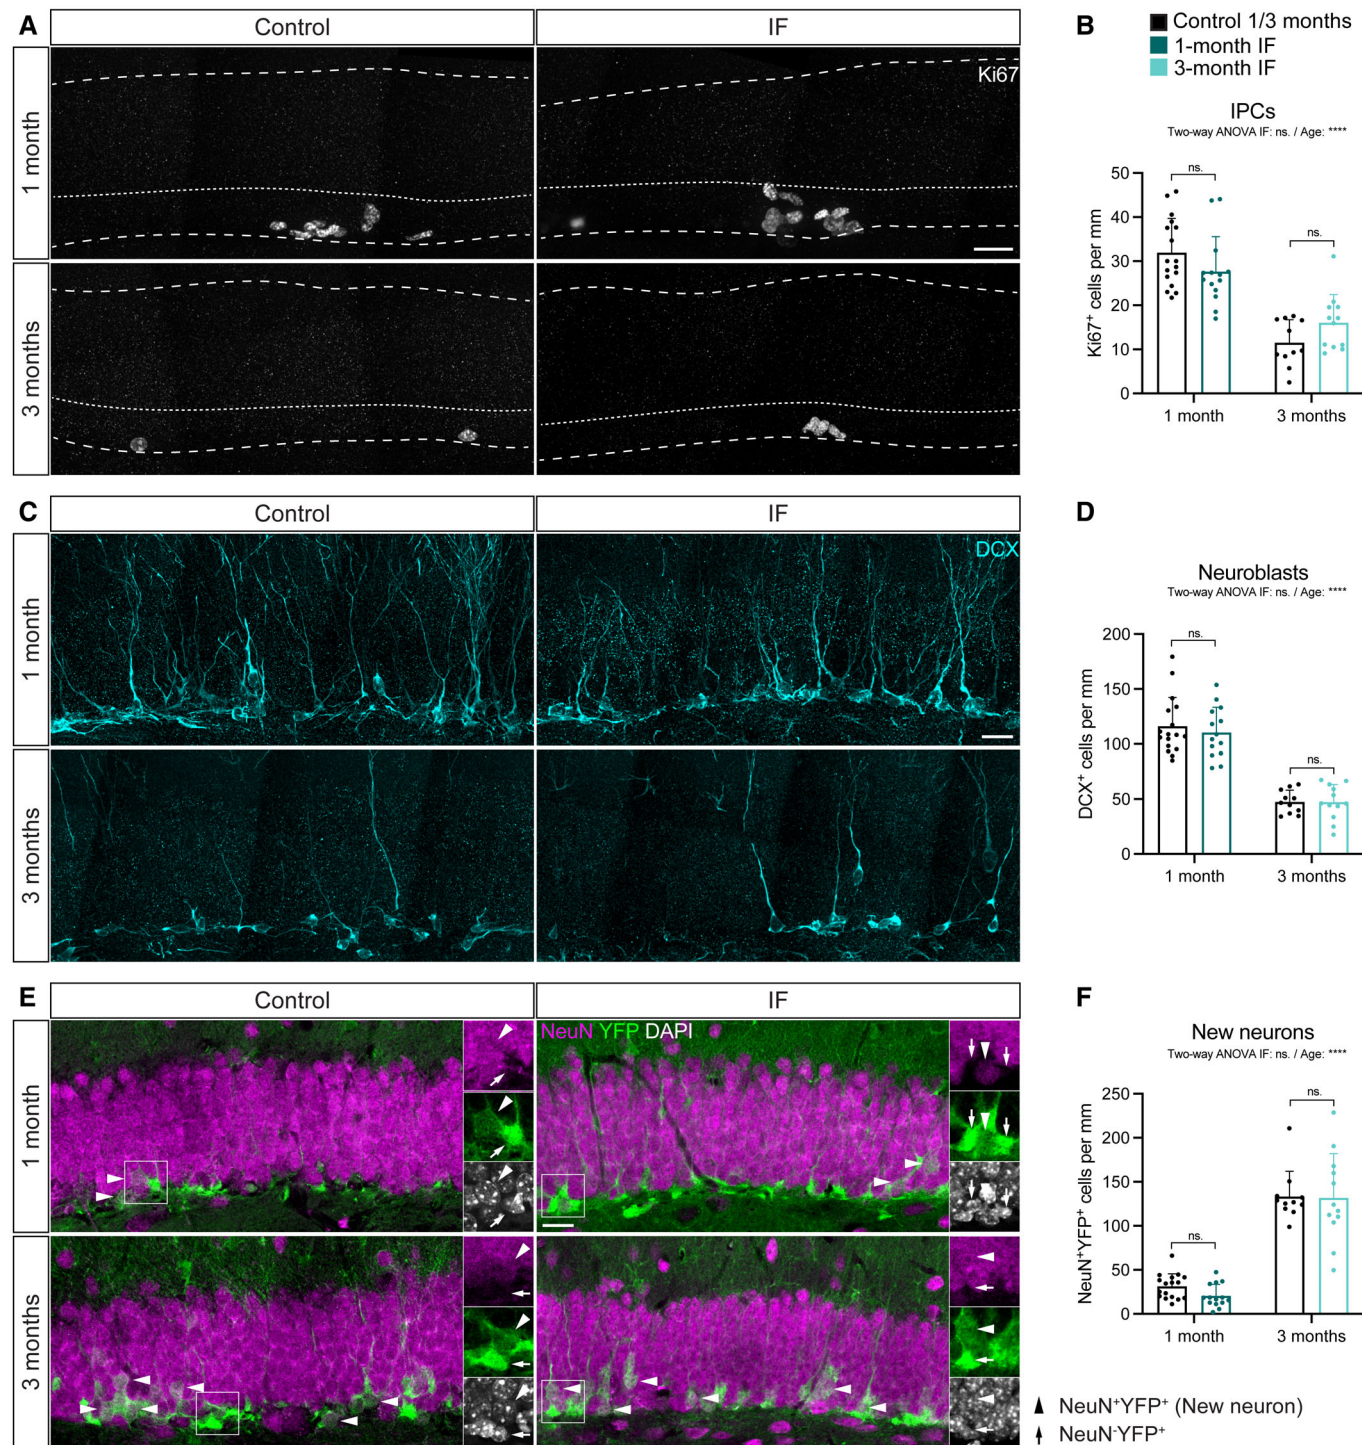 A
Control
IF
1 month
Ki67
3 months
B
Control 1/3 months
1-month IF
3-month IF
IPCs
Two-way ANOVA IF: ns. / Age: ****
Ki67⁺ cells per mm
50
40
30
20
10
0
ns.
ns.
1 month
3 months
C
Control
IF
1 month
DCX
3 months
D
Neuroblasts
Two-way ANOVA IF: ns. / Age: ****
DCX⁺ cells per mm
200
150
100
50
0
ns.
ns.
1 month
3 months
E
Control
IF
1 month
NeuN YFP DAPI
3 months
F
New neurons
Two-way ANOVA IF: ns. / Age: ****
NeuN⁺YFP⁺ cells per mm
250
200
150
100
50
0
ns.
ns.
1 month
3 months
NeuN⁺YFP⁺ (New neuron)
NeuN⁻YFP⁺